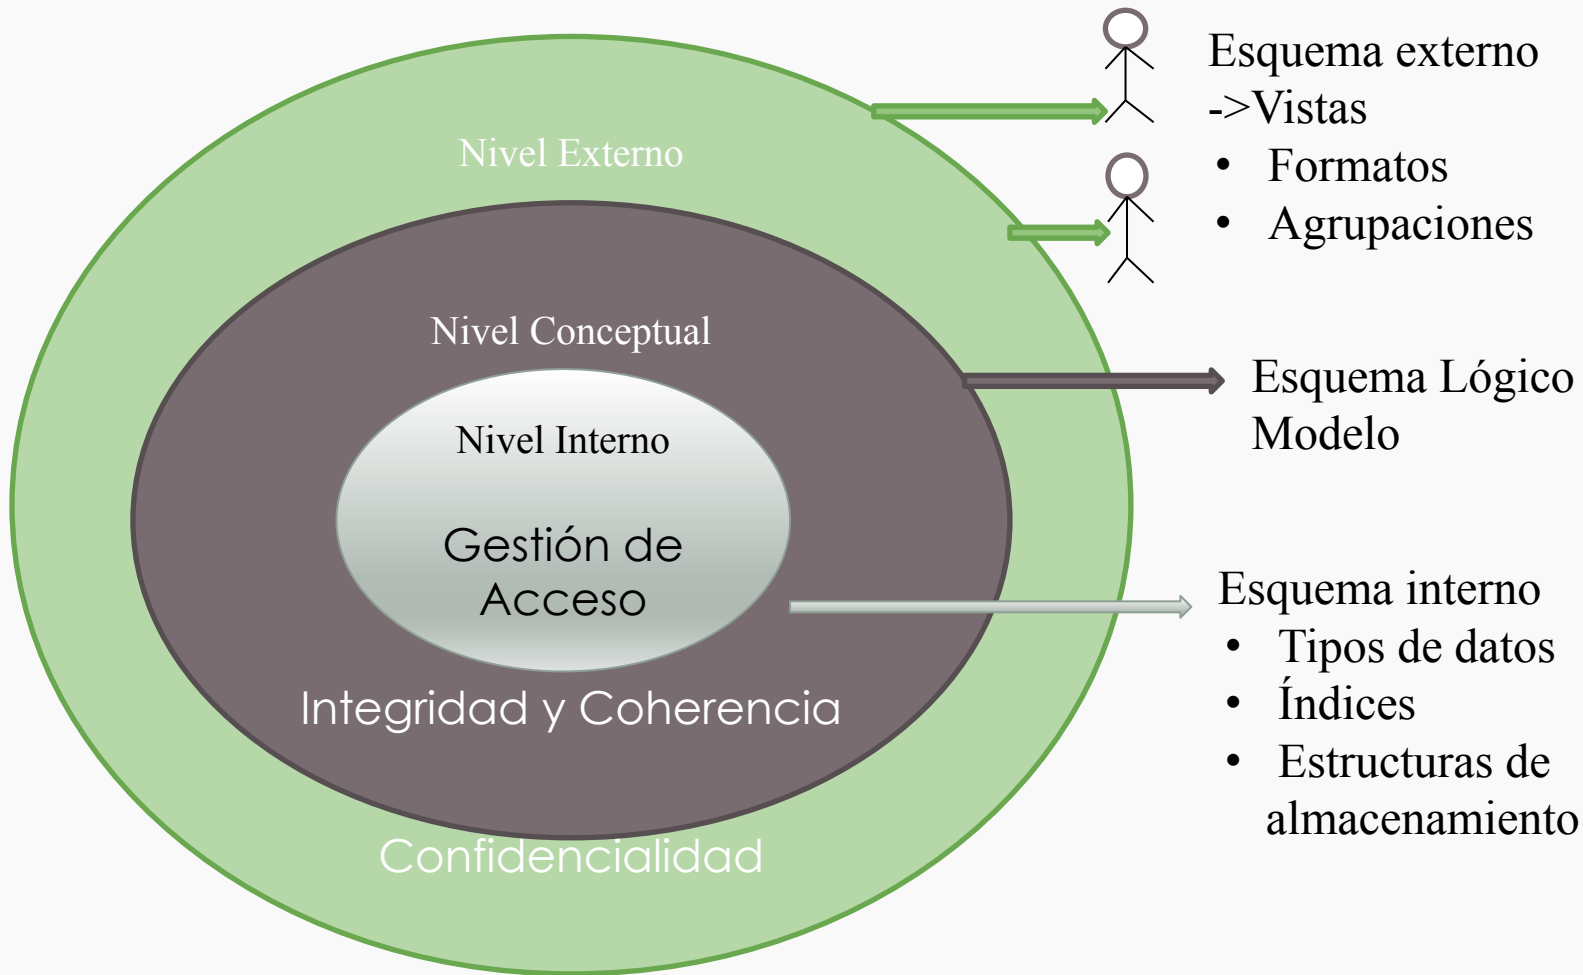 Nivel Externo
Nivel Conceptual
Nivel Interno
Gestión de
Acceso
Integridad y Coherencia
Confidencialidad
Esquema externo
->Vistas
• Formatos
• Agrupaciones
Esquema Lógico
Modelo
Esquema interno
• Tipos de datos
• Índices
• Estructuras de
almacenamiento